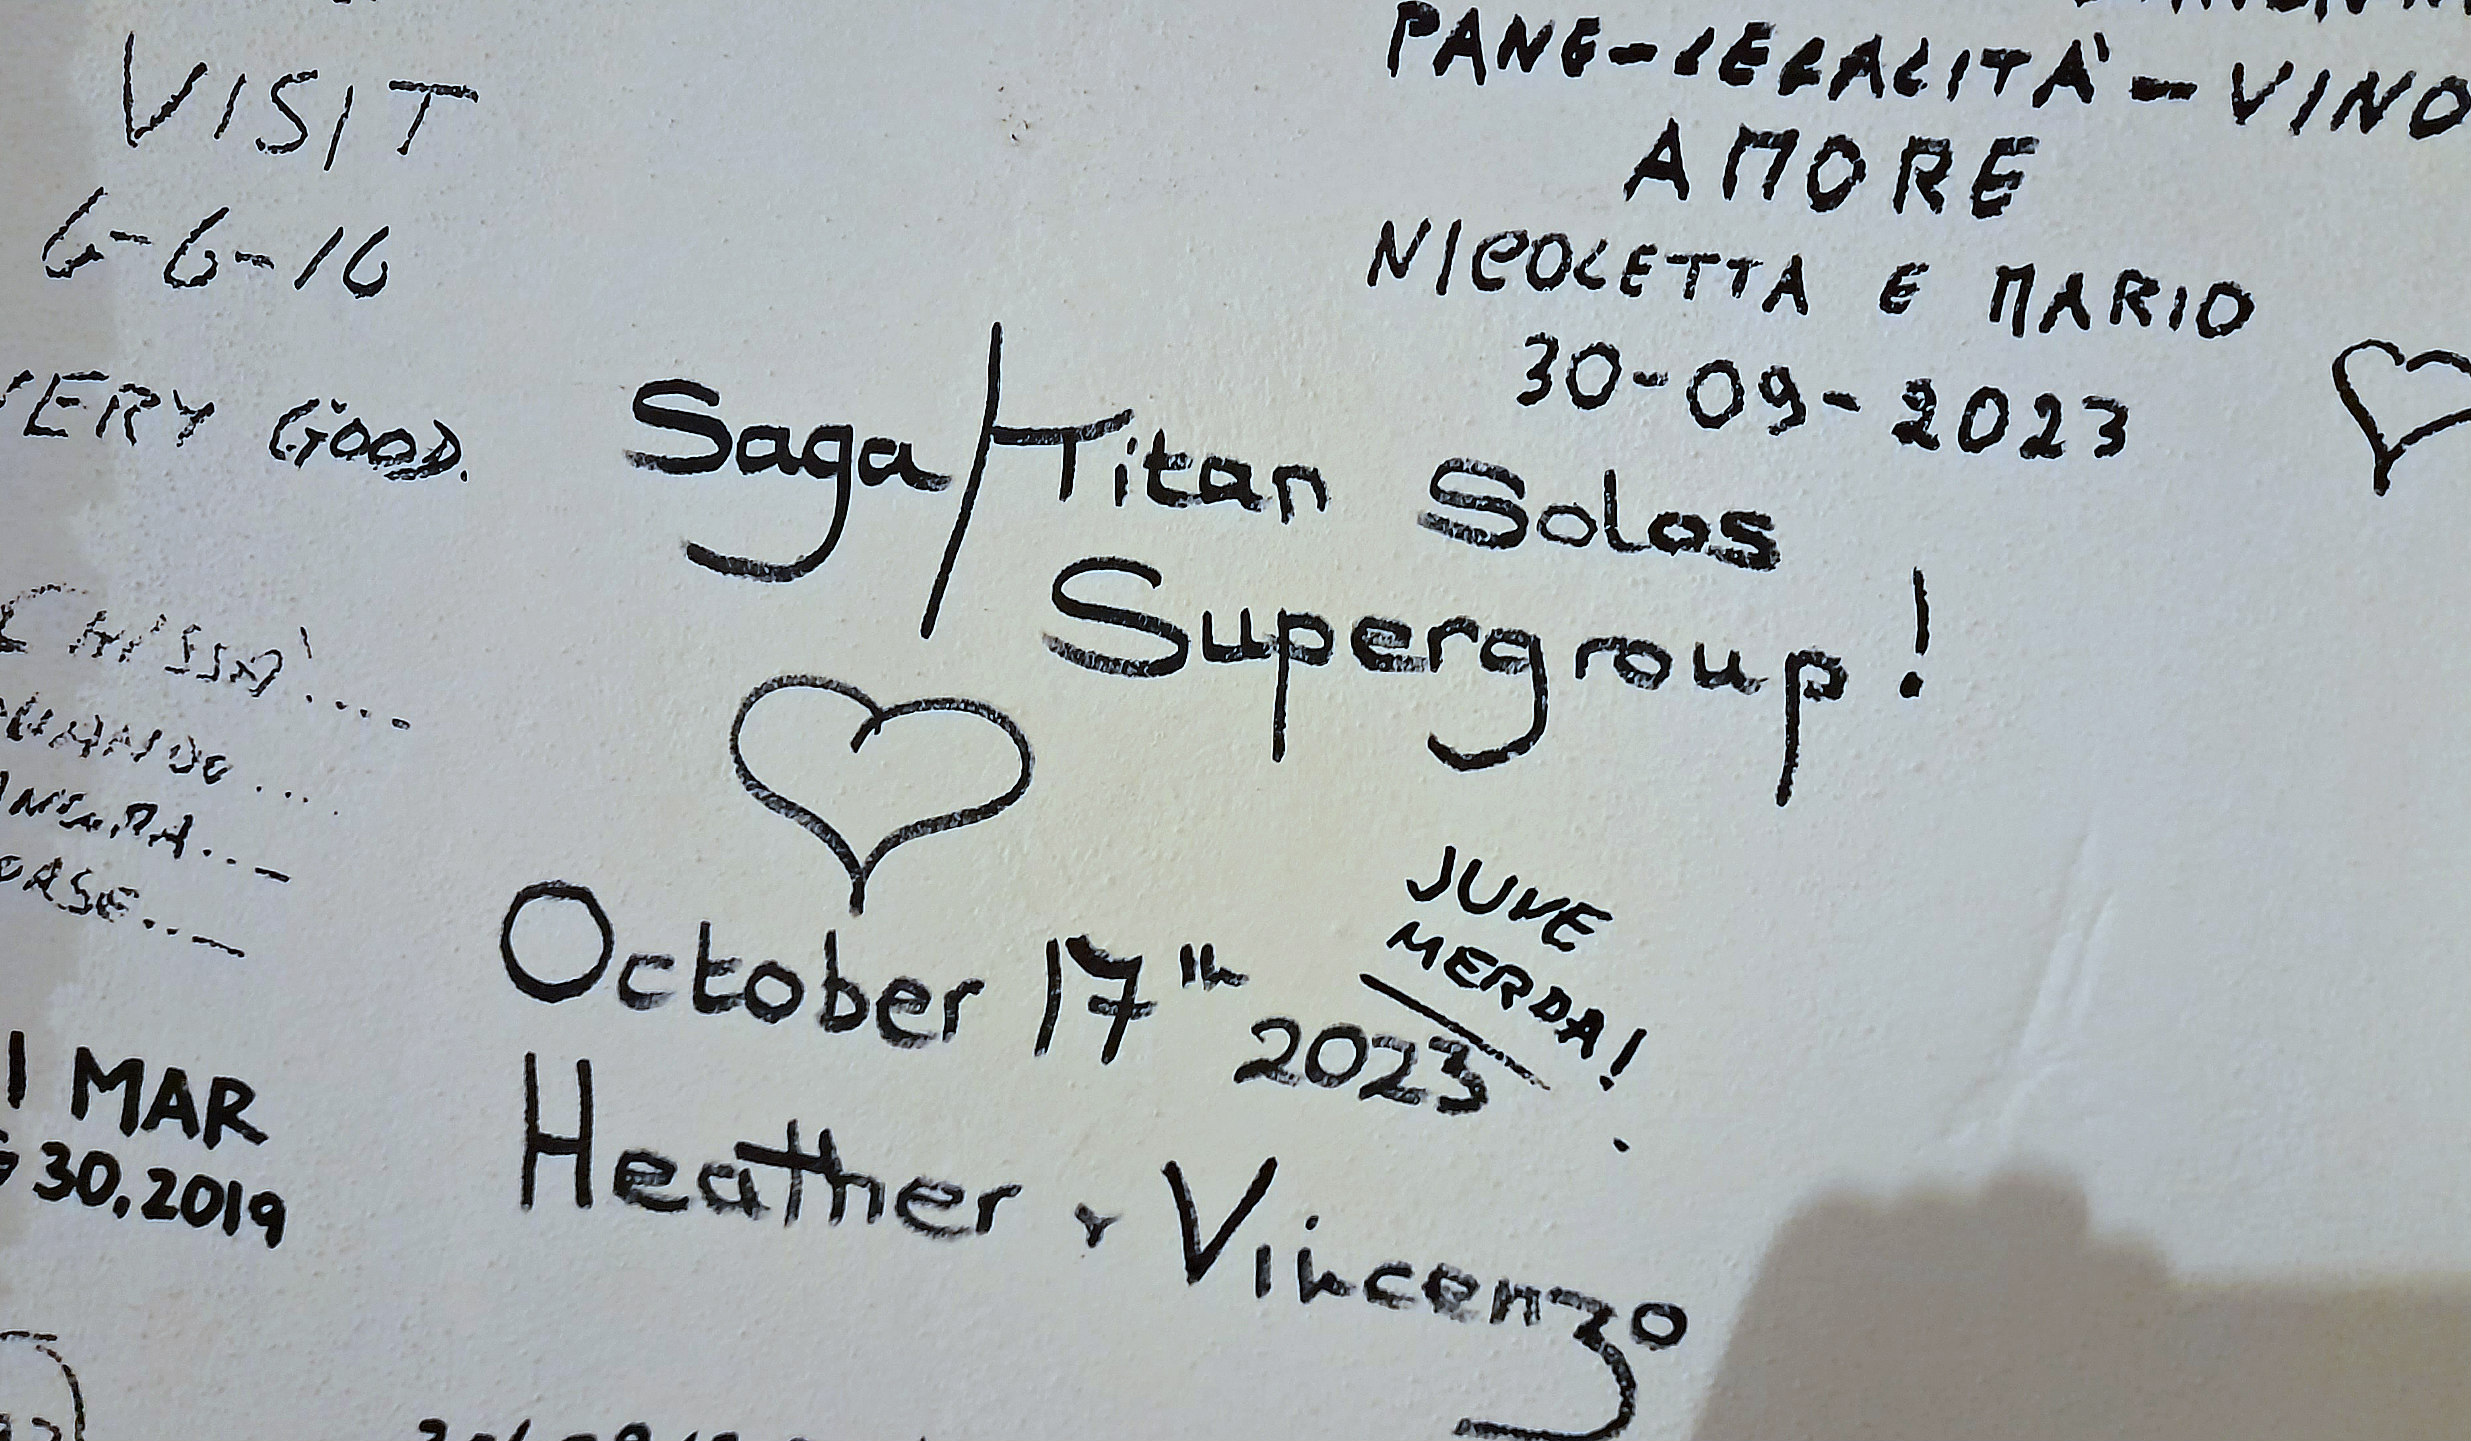 VISIT
6-6-16
VERY GOOD.
PANE-LEGALITÀ-VINO
AMORE
NICOLETTA E MARIO
30-09-2023
Saga/Titan Solos
Supergroup!
October 17th
2023
JUVE
MERDA!
Heather + Vincenzo
MAR
30.2019